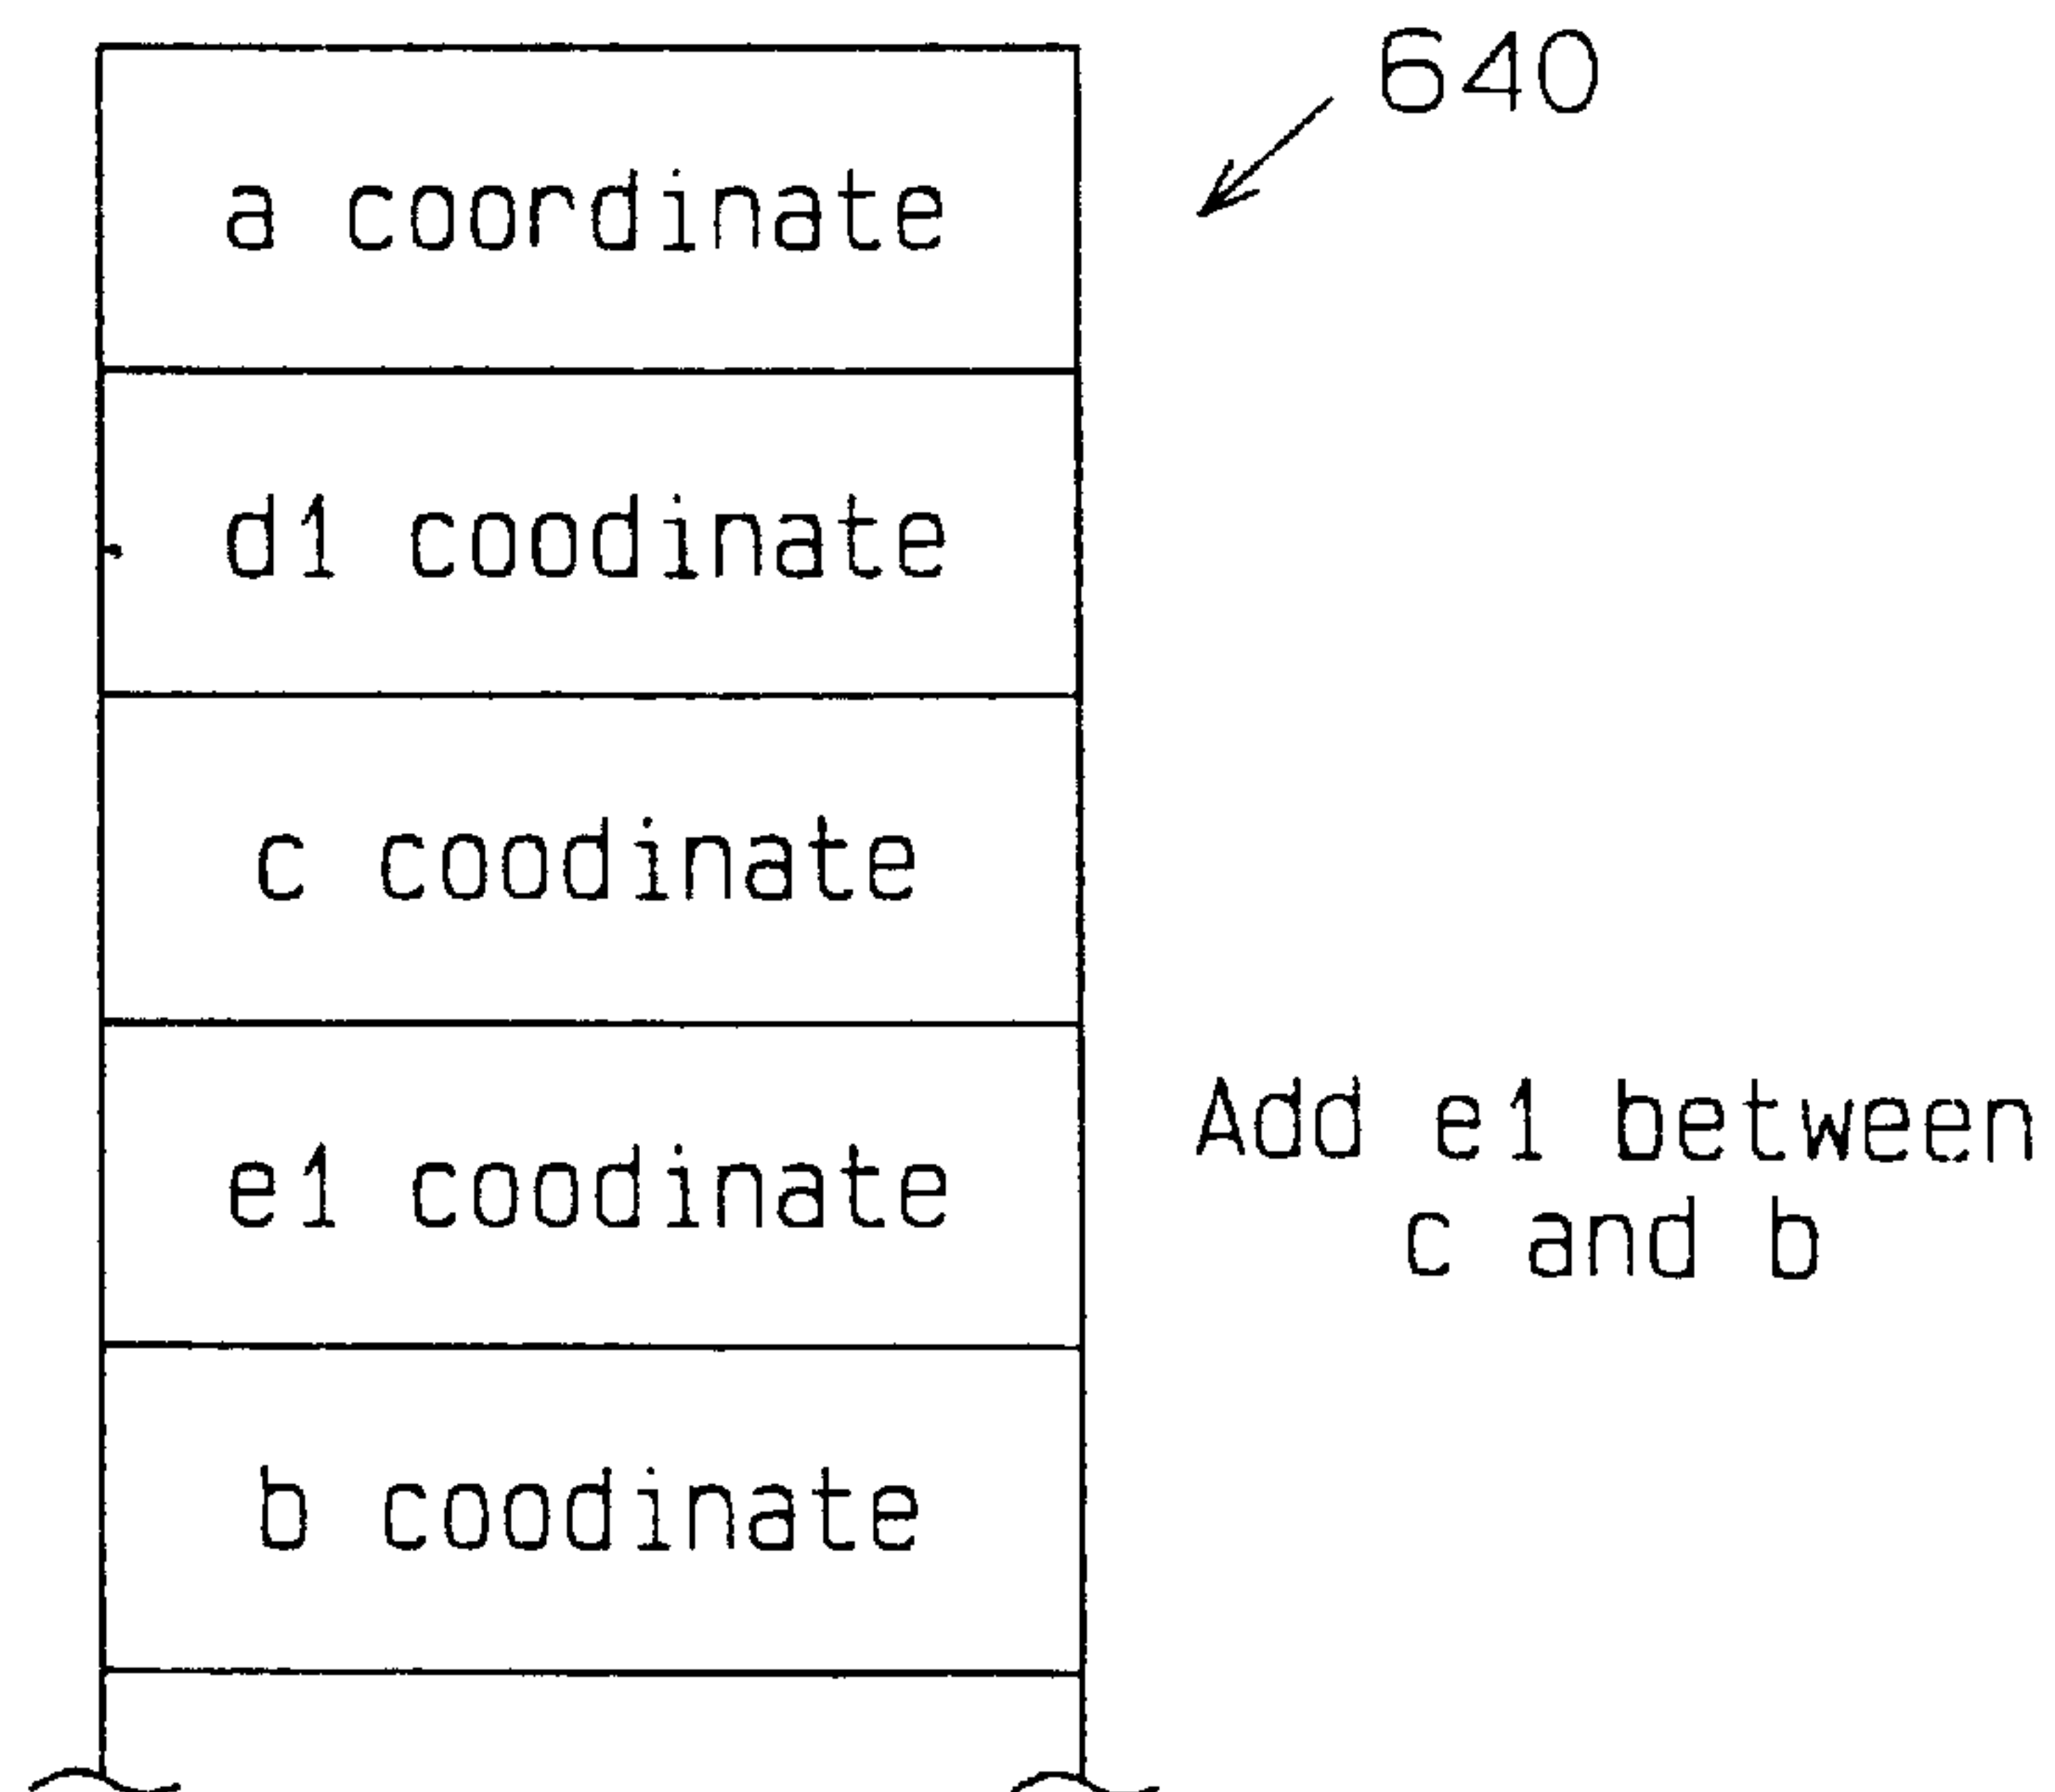 640
a coordinate
d1 coodinate
c coodinate
e1 coodinate
Add e1 between
c and b
b coodinate